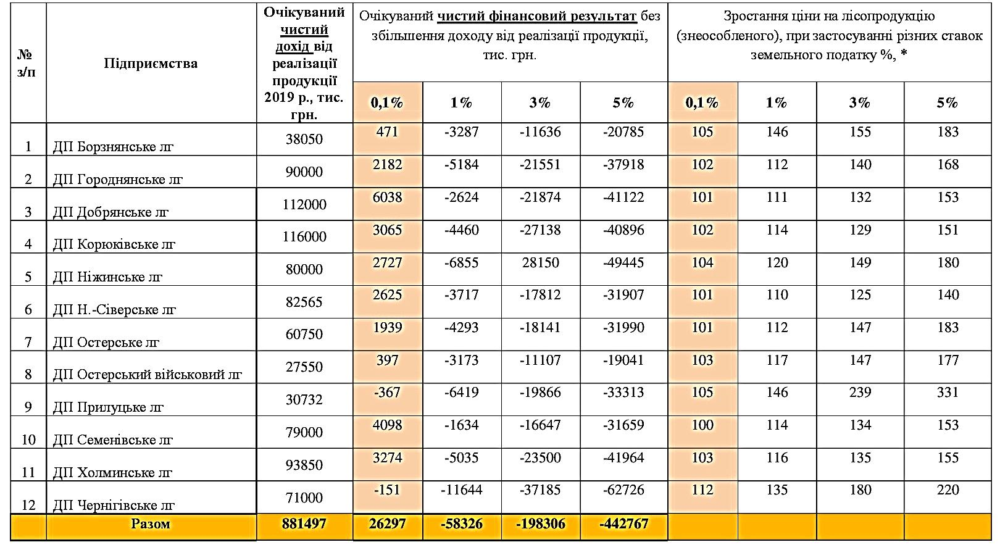 № з/п | Підприємства | Очікуваний чистий дохід від реалізації продукції 2019 р., тис. грн. | Очікуваний чистий фінансовий результат без збільшення доходу від реалізації продукції, тис. грн. | Зростання ціни на лісопродукцію (знеособленого), при застосуванні різних ставок земельного податку %, *
0,1% | 1% | 3% | 5% | 0,1% | 1% | 3% | 5%
1 | ДП Борзнянське лг | 38050 | 471 | -3287 | -11636 | -20785 | 105 | 146 | 155 | 183
2 | ДП Городнянське лг | 90000 | 2182 | -5184 | -21551 | -37918 | 102 | 112 | 140 | 168
3 | ДП Добрянське лг | 112000 | 6038 | -2624 | -21874 | -41122 | 101 | 111 | 132 | 153
4 | ДП Корюківське лг | 116000 | 3065 | -4460 | -27138 | -40896 | 102 | 114 | 129 | 151
5 | ДП Ніжинське лг | 80000 | 2727 | -6855 | 28150 | -49445 | 104 | 120 | 149 | 180
6 | ДП Н.-Сіверське лг | 82565 | 2625 | -3717 | -17812 | -31907 | 101 | 110 | 125 | 140
7 | ДП Остерське лг | 60750 | 1939 | -4293 | -18141 | -31990 | 101 | 112 | 147 | 183
8 | ДП Остерський військовий лг | 27550 | 397 | -3173 | -11107 | -19041 | 103 | 117 | 147 | 177
9 | ДП Прилуцьке лг | 30732 | -367 | -6419 | -19866 | -33313 | 105 | 146 | 239 | 331
10 | ДП Семенівське лг | 79000 | 4098 | -1634 | -16647 | -31659 | 100 | 114 | 134 | 153
11 | ДП Холминське лг | 93850 | 3274 | -5035 | -23500 | -41964 | 103 | 116 | 135 | 155
12 | ДП Чернігівське лг | 71000 | -151 | -11644 | -37185 | -62726 | 112 | 135 | 180 | 220
Разом | 881497 | 26297 | -58326 | -198306 | -442767